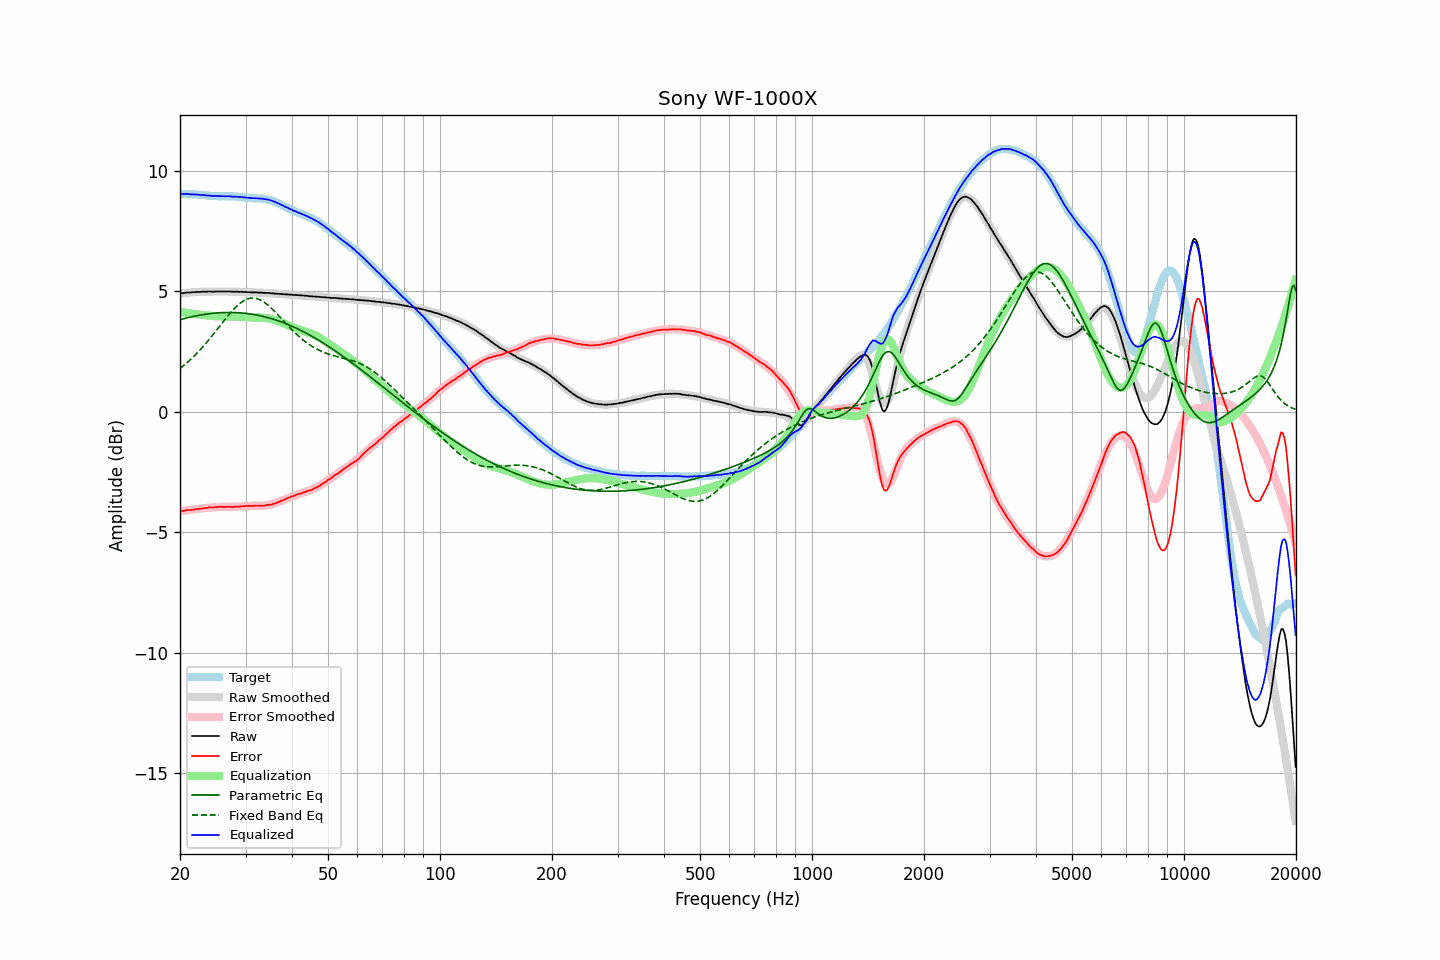 Sony WF-1000X
Amplitude (dBr)
10
5
0
−5
−10
−15
Target
Raw Smoothed
Error Smoothed
Raw
Error
Equalization
Parametric Eq
Fixed Band Eq
Equalized
20
50
100
200
500
1000
2000
5000
10000
20000
Frequency (Hz)